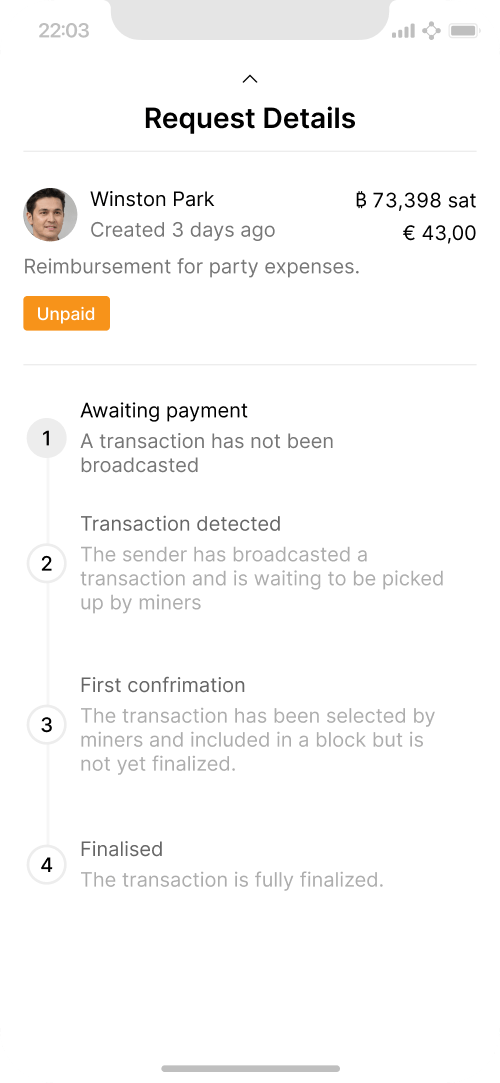 22:03
Request Details
Winston Park
₿ 73,398 sat
Created 3 days ago
€ 43,00
Reimbursement for party expenses.
Unpaid
1
Awaiting payment
A transaction has not been
broadcasted
2
Transaction detected
The sender has broadcasted a
transaction and is waiting to be picked
up by miners
3
First confrimation
The transaction has been selected by
miners and included in a block but is
not yet finalized.
4
Finalised
The transaction is fully finalized.